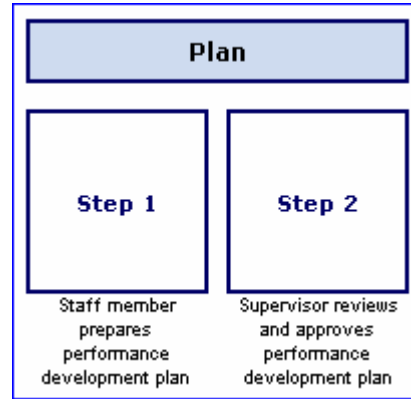 Plan
Step 1
Step 2
Staff member
prepares
performance
development plan
Supervisor reviews
and approves
performance
development plan